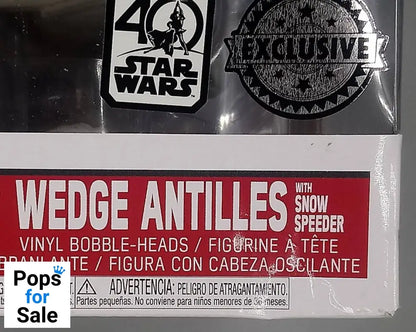 40
STAR
WARS
EXCLUSIVE
WEDGE ANTILLES WITH
SNOW
SPEEDER
VINYL BOBBLE-HEADS / FIGURINE À TÊTE
BRANLANTE / FIGURA CON CABEZA OSCILANTE
ADVERTENCIA: PELIGRO DE ATRAGANTAMIENTO.
Partes pequeñas. No conviene para niños menores de 36 meses.
Pops
for
Sale